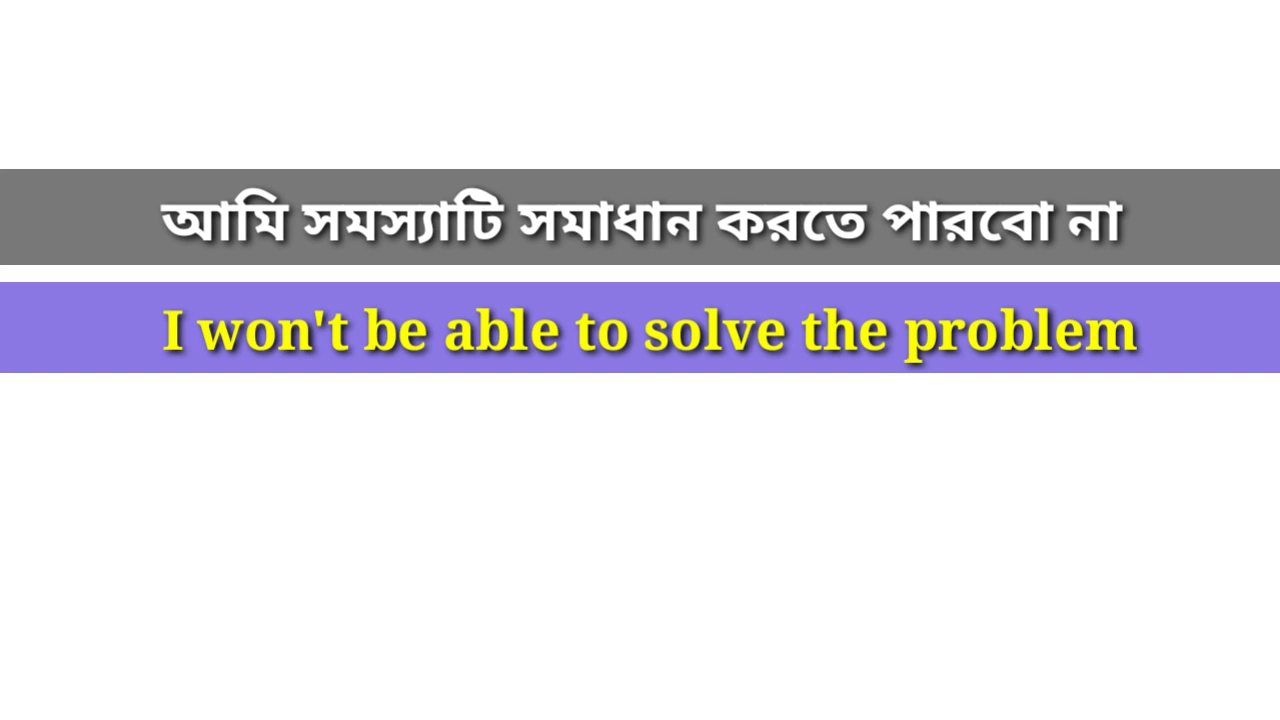 আমি সমস্যাটি সমাধান করতে পারবো না
I won't be able to solve the problem